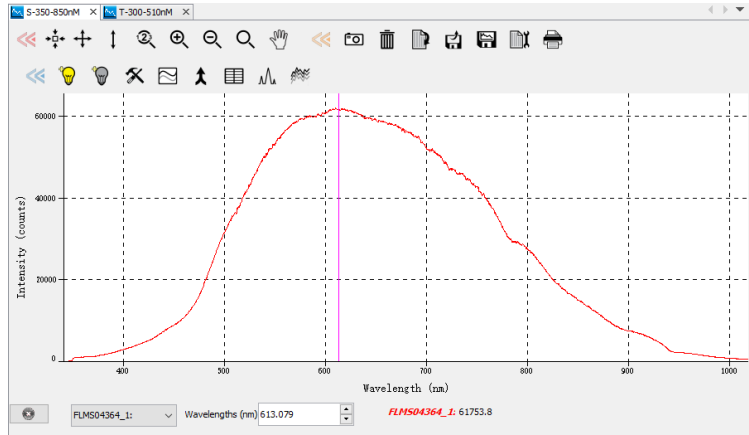 S-350-850nM × T-300-510nM ×
2
60000
40000
20000
0
Intensity (counts)
400 500 600 700 800 900 1000
Wavelength (nm)
FLMS04364_1: Wavelengths (nm) 613.079 FLMS04364_1: 61753.8